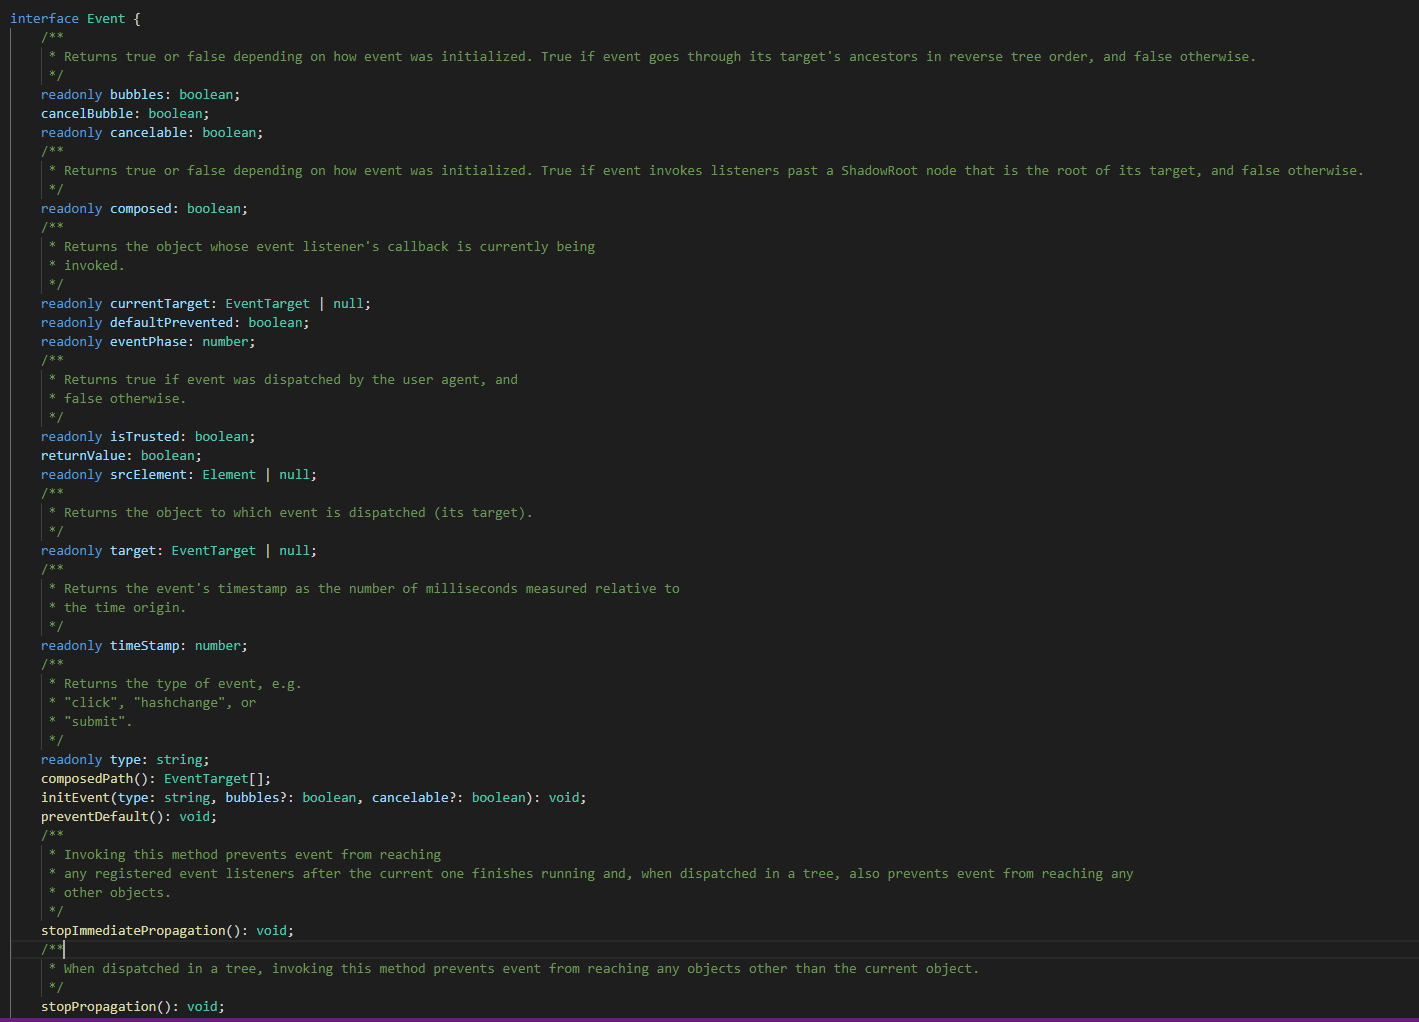 interface Event {
    /**
     * Returns true or false depending on how event was initialized. True if event goes through its target's ancestors in reverse tree order, and false otherwise.
     */
    readonly bubbles: boolean;
    cancelBubble: boolean;
    readonly cancelable: boolean;
    /**
     * Returns true or false depending on how event was initialized. True if event invokes listeners past a ShadowRoot node that is the root of its target, and false otherwise.
     */
    readonly composed: boolean;
    /**
     * Returns the object whose event listener's callback is currently being
     * invoked.
     */
    readonly currentTarget: EventTarget | null;
    readonly defaultPrevented: boolean;
    readonly eventPhase: number;
    /**
     * Returns true if event was dispatched by the user agent, and
     * false otherwise.
     */
    readonly isTrusted: boolean;
    returnValue: boolean;
    readonly srcElement: Element | null;
    /**
     * Returns the object to which event is dispatched (its target).
     */
    readonly target: EventTarget | null;
    /**
     * Returns the event's timestamp as the number of milliseconds measured relative to
     * the time origin.
     */
    readonly timeStamp: number;
    /**
     * Returns the type of event, e.g.
     * "click", "hashchange", or
     * "submit".
     */
    readonly type: string;
    composedPath(): EventTarget[];
    initEvent(type: string, bubbles?: boolean, cancelable?: boolean): void;
    preventDefault(): void;
    /**
     * Invoking this method prevents event from reaching
     * any registered event listeners after the current one finishes running and, when dispatched in a tree, also prevents event from reaching any
     * other objects.
     */
    stopImmediatePropagation(): void;
    /**
     * When dispatched in a tree, invoking this method prevents event from reaching any objects other than the current object.
     */
    stopPropagation(): void;